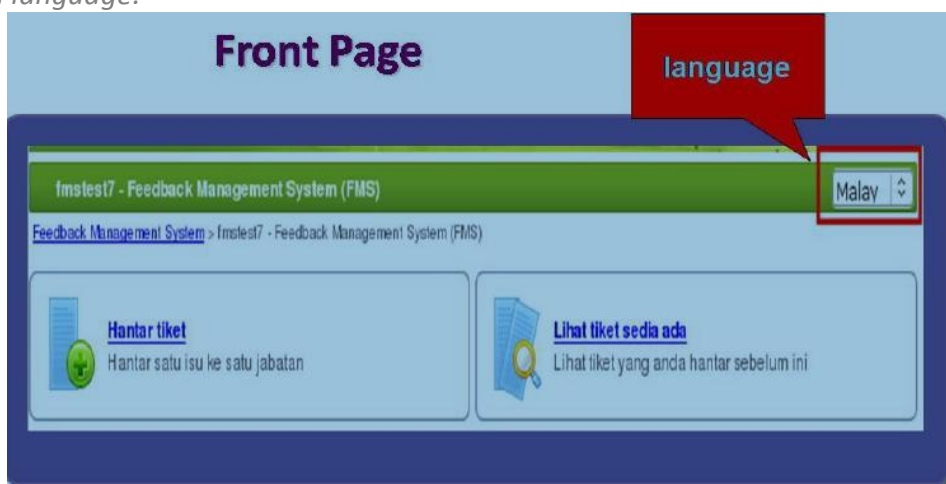 language.
Front Page
language
fmstest7 - Feedback Management System (FMS)
Malay
Feedback Management System > fmstest7 - Feedback Management System (FMS)
Hantar tiket
Hantar satu isu ke satu jabatan
Lihat tiket sedia ada
Lihat tiket yang anda hantar sebelum ini